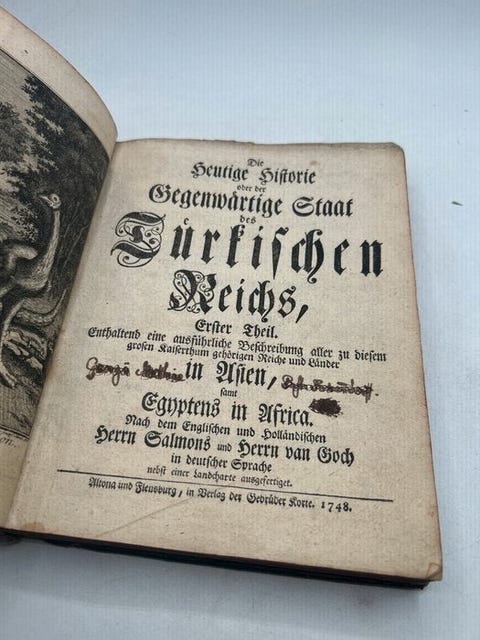 Die
Heutige Historie
oder der
Gegenwärtige Staat
des
Türkischen
Reichs,
Erster Theil.
Enthaltend eine ausführliche Beschreibung aller zu diesem
grosen Kaiserthum gehörigen Reiche und Länder
in Asien,
samt
Egyptens in Africa.
Nach dem Englischen und Holländischen
Herrn Salmons und Herrn van Goch
in deutscher Sprache
nebst einer Landcharte ausgefertiget.
Altona und Flensburg, in Verlag der Gebrüder Korte. 1748.